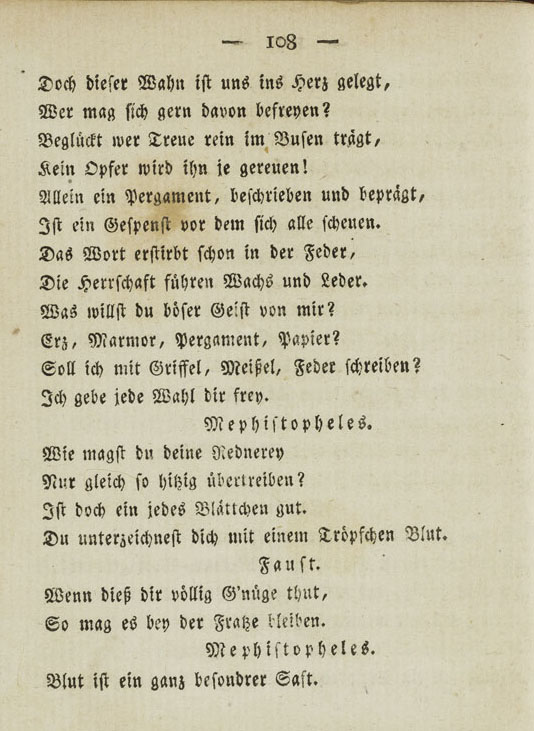 — 108 —
Doch dieser Wahn ist uns ins Herz gelegt,
Wer mag sich gern davon befreyen?
Beglückt wer Treue rein im Busen trägt,
Kein Opfer wird ihn je gereuen!
Allein ein Pergament, beschrieben und beprägt,
Ist ein Gespenst vor dem sich alle scheuen.
Das Wort erstirbt schon in der Feder,
Die Herrschaft führen Wachs und Leder.
Was willst du böser Geist von mir?
Erz, Marmor, Pergament, Papier?
Soll ich mit Griffel, Meißel, Feder schreiben?
Ich gebe jede Wahl dir frey.
Mephistopheles.
Wie magst du deine Rednerey
Nur gleich so hitzig übertreiben?
Ist doch ein jedes Blättchen gut.
Du unterzeichnest dich mit einem Tröpfchen Blut.
Faust.
Wenn dieß dir völlig G'nüge thut,
So mag es bey der Fratze bleiben.
Mephistopheles.
Blut ist ein ganz besondrer Saft.